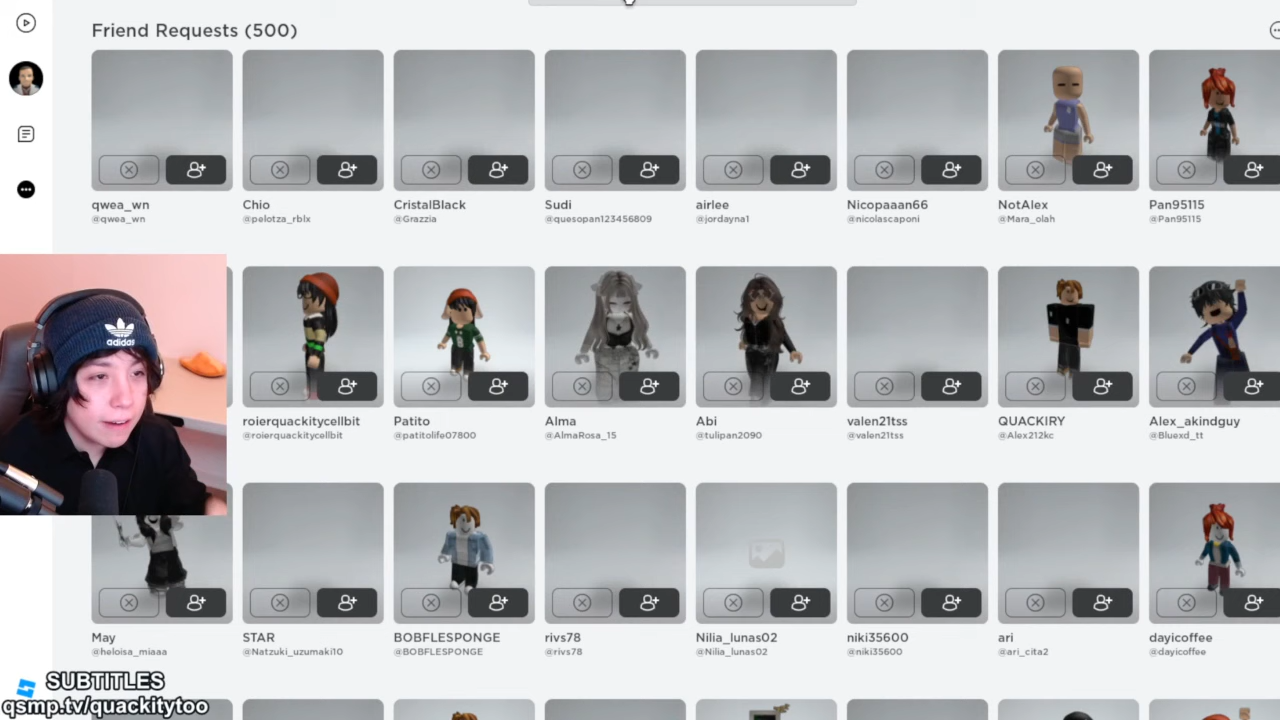 Friend Requests (500)
qwea_wn
@qwea_wn
Chio
@pelotza_rblx
CristalBlack
@Grazzia
Sudi
@quesopan123456809
airlee
@jordayna1
Nicopaaan66
@nicolascaponi
NotAlex
@Mara_olah
Pan95115
@Pan95115
roierquackitycellbit
@roierquackitycellbit
Patito
@patitolife07800
Alma
@AlmaRosa_15
Abi
@tulipan2090
valen21tss
@valen21tss
QUACKIRY
@Alex212kc
Alex_akindguy
@Bluexd_tt
adidas
May
@heloisa_miaaa
STAR
@Natzuki_uzumaki10
BOBFLESPONGE
@BOBFLESPONGE
rivs78
@rivs78
Nilia_lunas02
@Nilia_lunas02
niki35600
@niki35600
ari
@ari_cita2
dayicoffee
@dayicoffee
SUBTITLES
qsmp.tv/quackitytoo